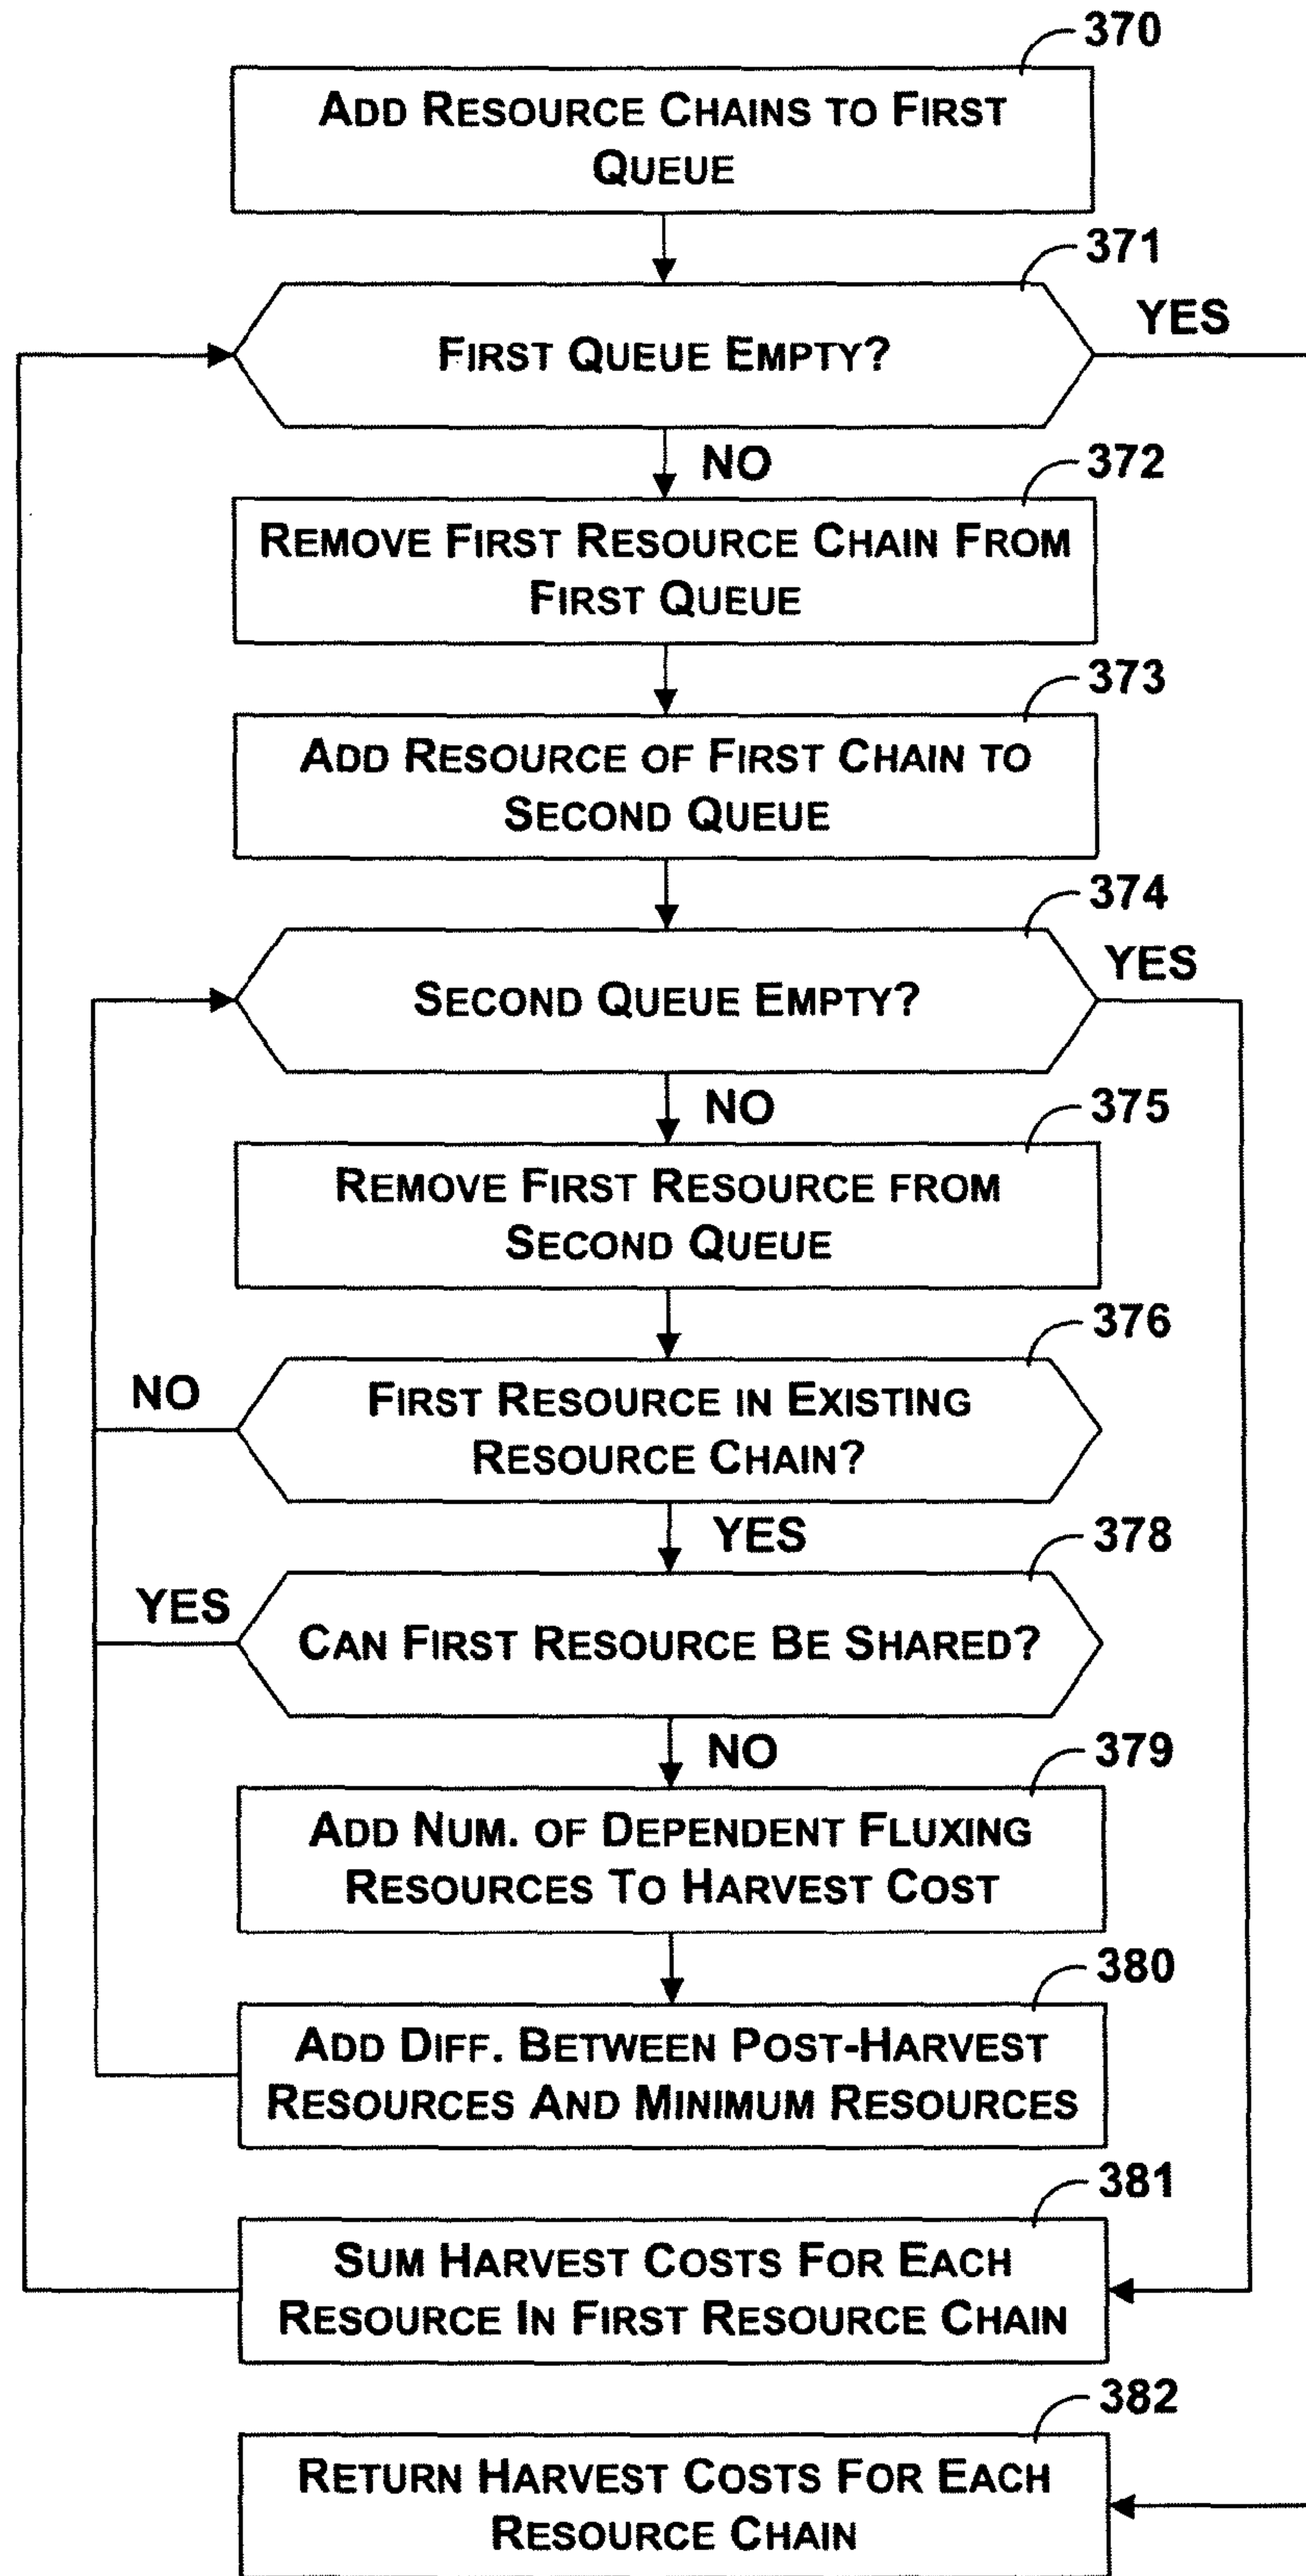 370
ADD RESOURCE CHAINS TO FIRST
QUEUE
371
YES
FIRST QUEUE EMPTY?
NO
372
REMOVE FIRST RESOURCE CHAIN FROM
FIRST QUEUE
373
ADD RESOURCE OF FIRST CHAIN TO
SECOND QUEUE
374
YES
SECOND QUEUE EMPTY?
NO
375
REMOVE FIRST RESOURCE FROM
SECOND QUEUE
376
NO
FIRST RESOURCE IN EXISTING
RESOURCE CHAIN?
YES
378
YES
CAN FIRST RESOURCE BE SHARED?
NO
379
ADD NUM. OF DEPENDENT FLUXING
RESOURCES TO HARVEST COST
380
ADD DIFF. BETWEEN POST-HARVEST
RESOURCES AND MINIMUM RESOURCES
381
SUM HARVEST COSTS FOR EACH
RESOURCE IN FIRST RESOURCE CHAIN
382
RETURN HARVEST COSTS FOR EACH
RESOURCE CHAIN